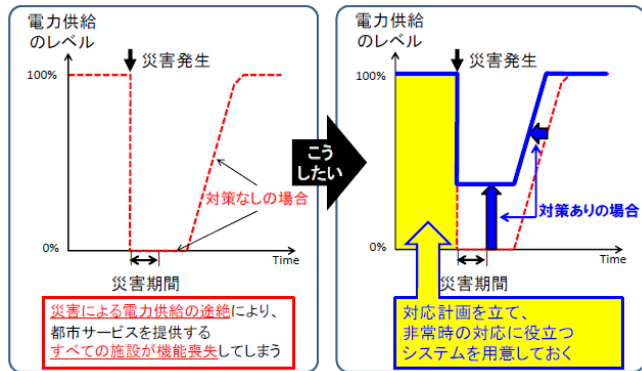 電力供給
のレベル
災害発生
100%
対策なしの場合
0%
Time
災害期間
災害による電力供給の途絶により、
都市サービスを提供する
すべての施設が機能喪失してしまう
こう
したい
電力供給
のレベル
災害発生
100%
対策ありの場合
0%
Time
災害期間
対応計画を立て、
非常時の対応に役立つ
システムを用意しておく